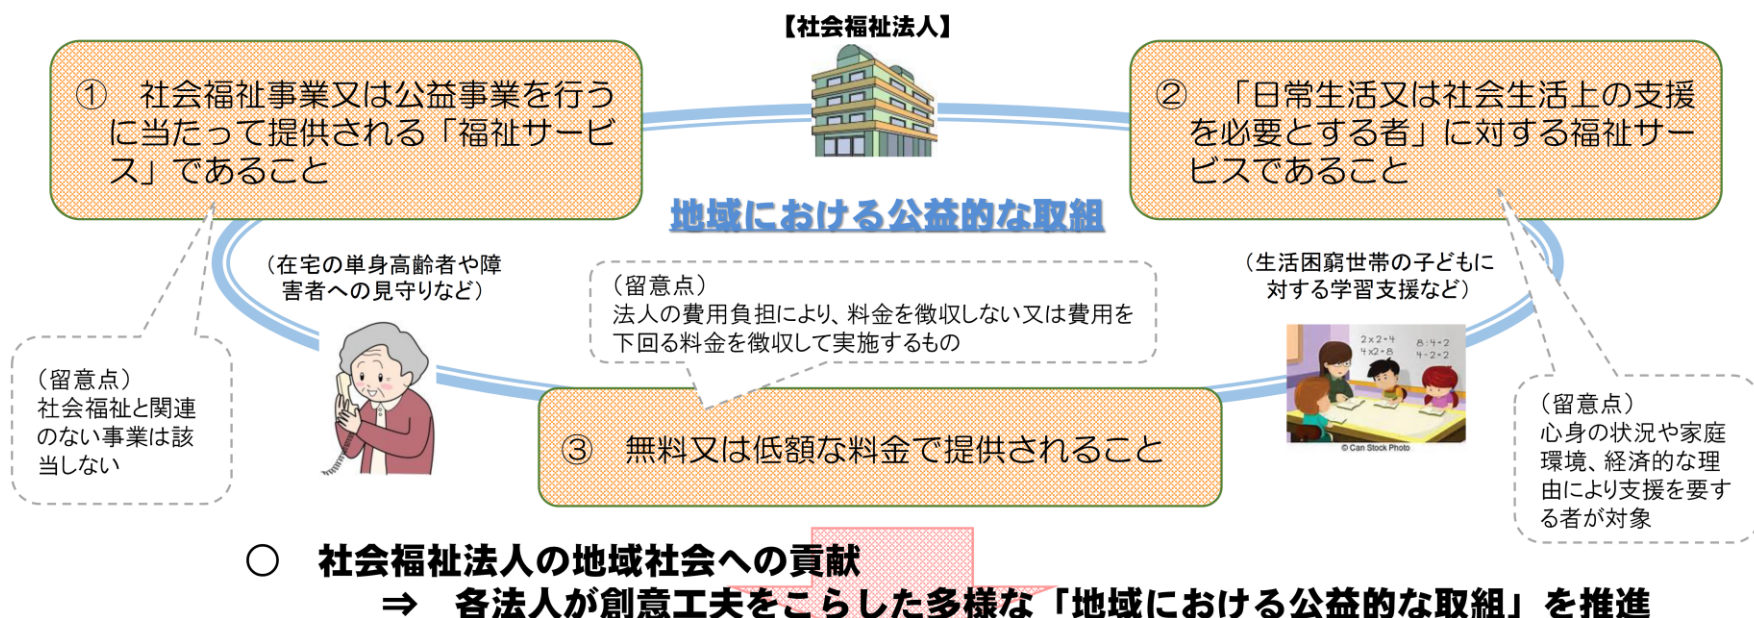 【社会福祉法人】
① 社会福祉事業又は公益事業を行う
に当たって提供される「福祉サービ
ス」であること
② 「日常生活又は社会生活上の支援
を必要とする者」に対する福祉サー
ビスであること
地域における公益的な取組
（在宅の単身高齢者や障
害者への見守りなど）
（留意点）
法人の費用負担により、料金を徴収しない又は費用を
下回る料金を徴収して実施するもの
（生活困窮世帯の子どもに
対する学習支援など）
2×2=4
4×2=8
8:4=2
4-2=2
© Can Stock Photo
（留意点）
社会福祉と関連
のない事業は該
当しない
③ 無料又は低額な料金で提供されること
（留意点）
心身の状況や家庭
環境、経済的な理
由により支援を要す
る者が対象
○ 社会福祉法人の地域社会への貢献
⇒ 各法人が創意工夫をこらした多様な「地域における公益的な取組」を推進